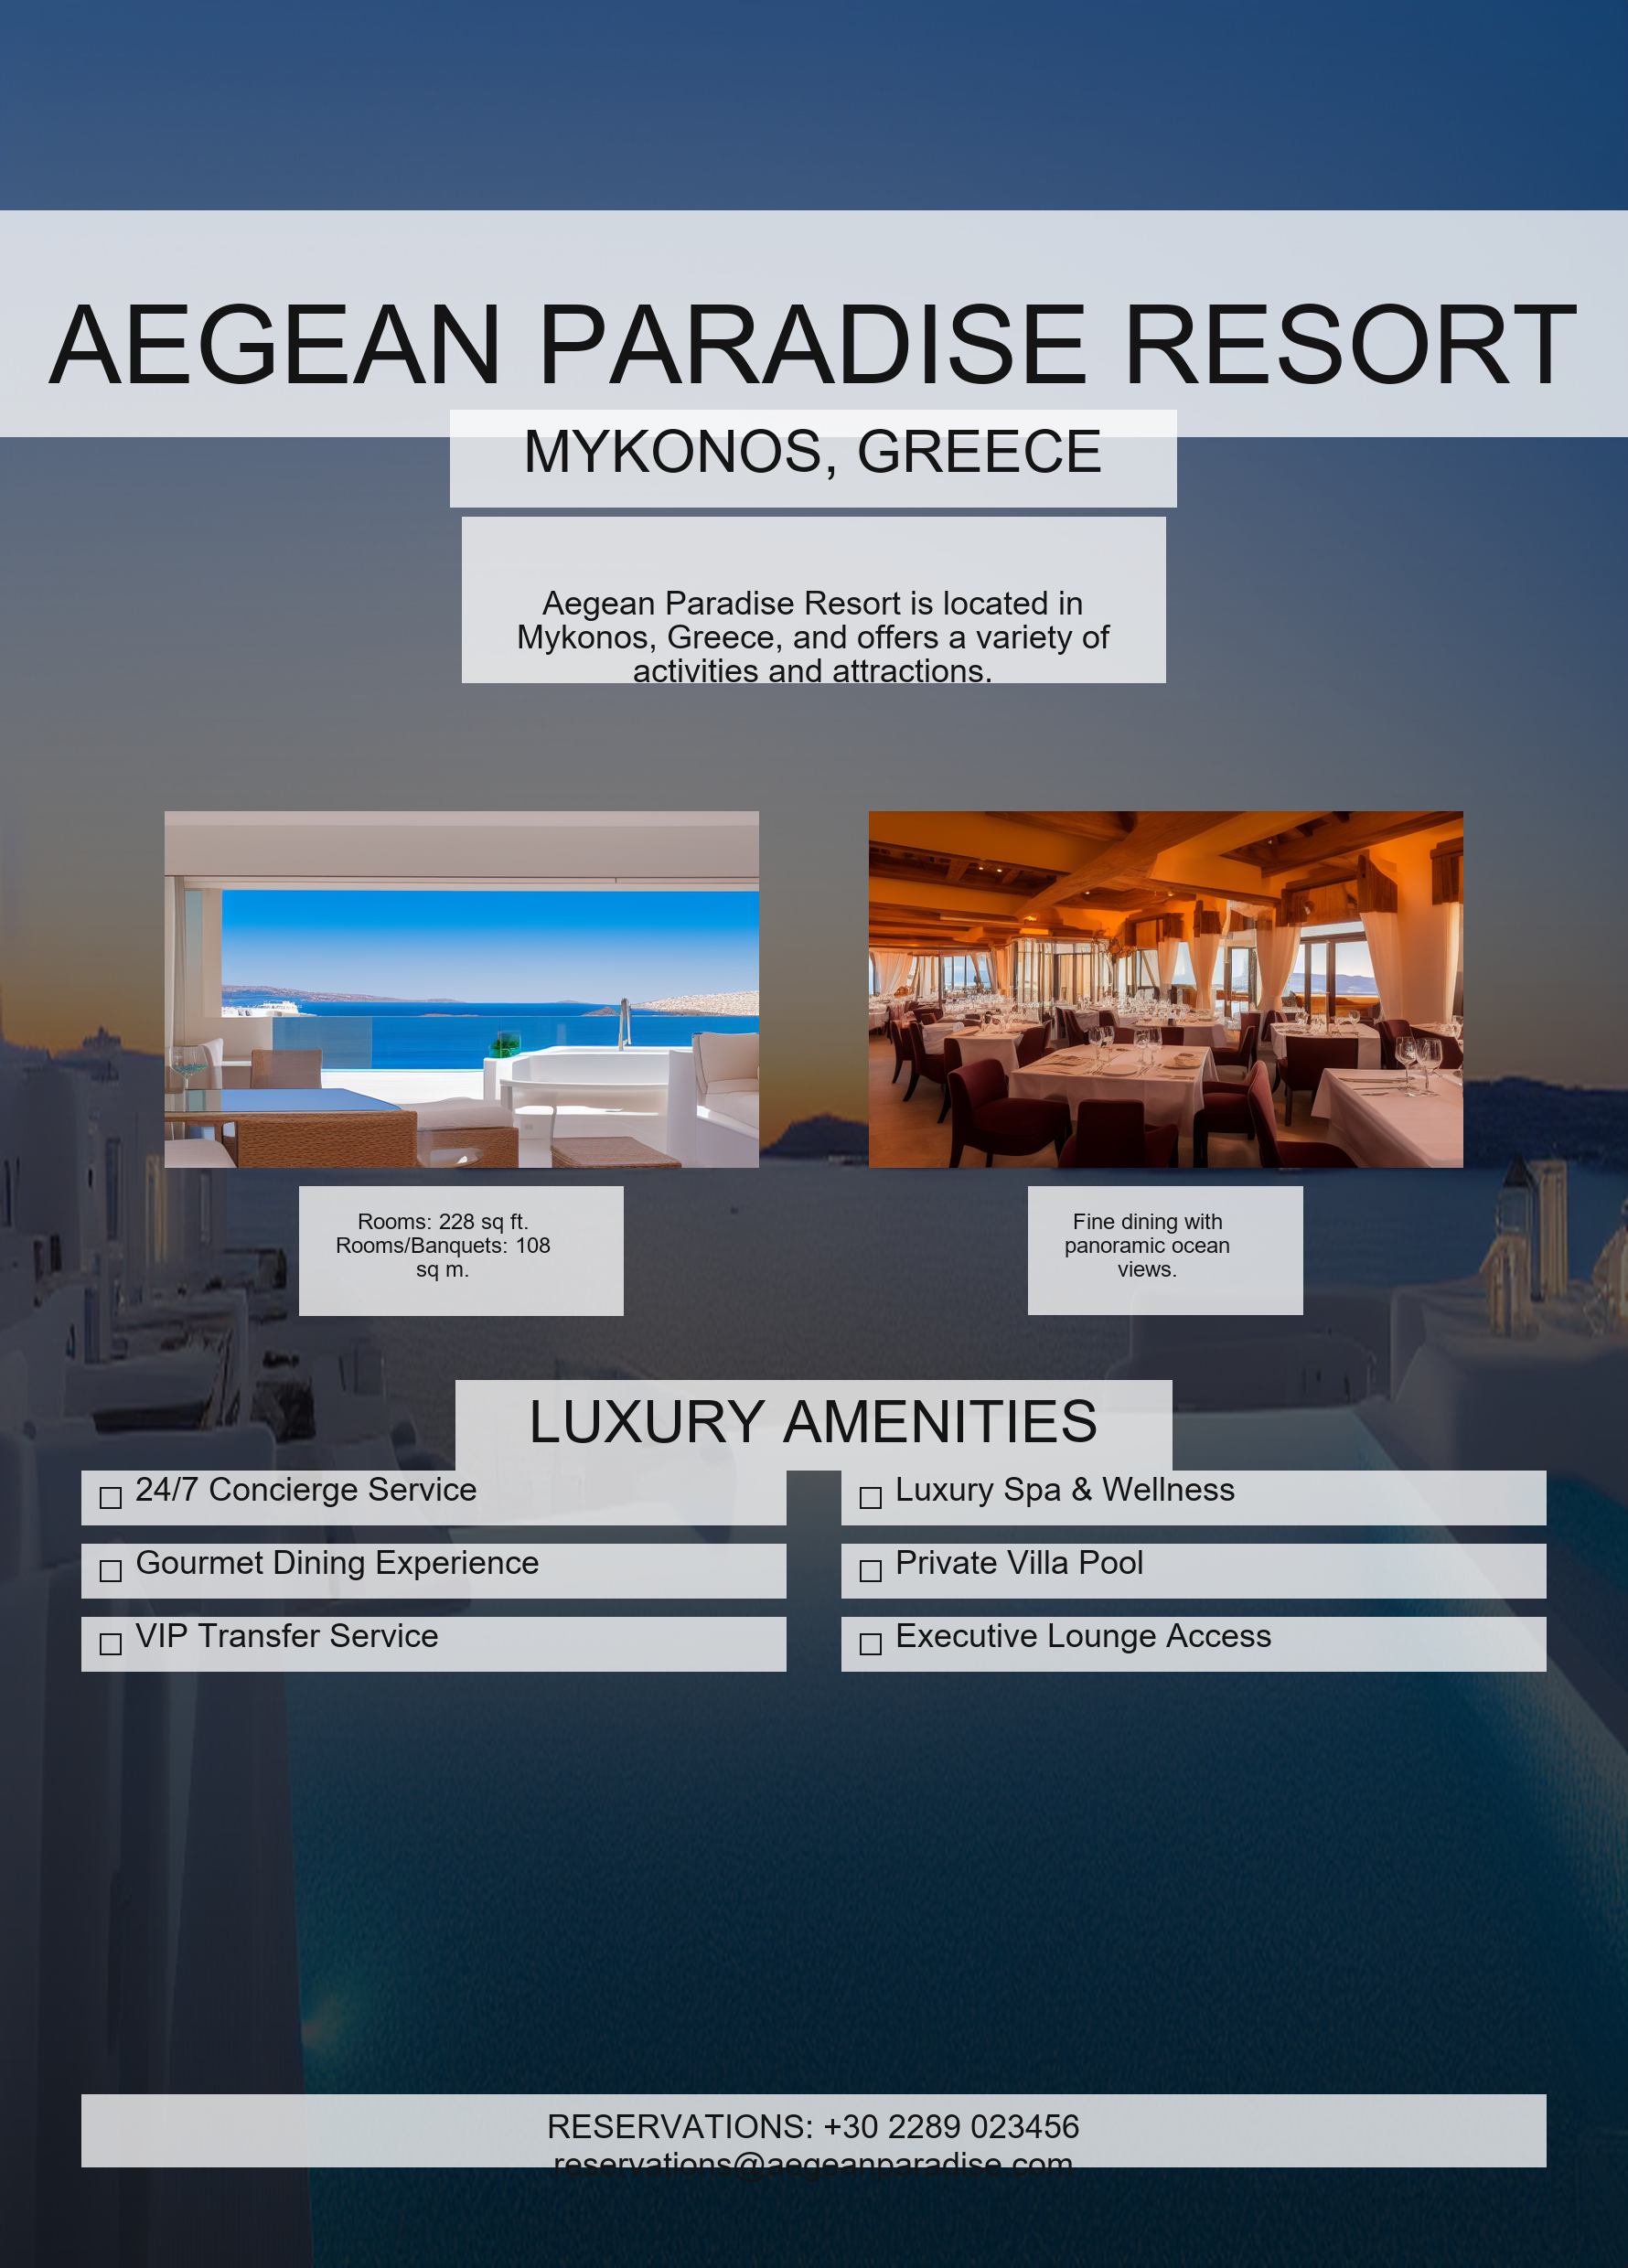 AEGEAN PARADISE RESORT
MYKONOS, GREECE
Aegean Paradise Resort is located in
Mykonos, Greece, and offers a variety of
activities and attractions.
Rooms: 228 sq ft.
Rooms/Banquets: 108
sq m.
Fine dining with
panoramic ocean
views.
LUXURY AMENITIES
24/7 Concierge Service
Luxury Spa & Wellness
Gourmet Dining Experience
Private Villa Pool
VIP Transfer Service
Executive Lounge Access
RESERVATIONS: +30 2289 023456
reservations@aegeanparadise.com